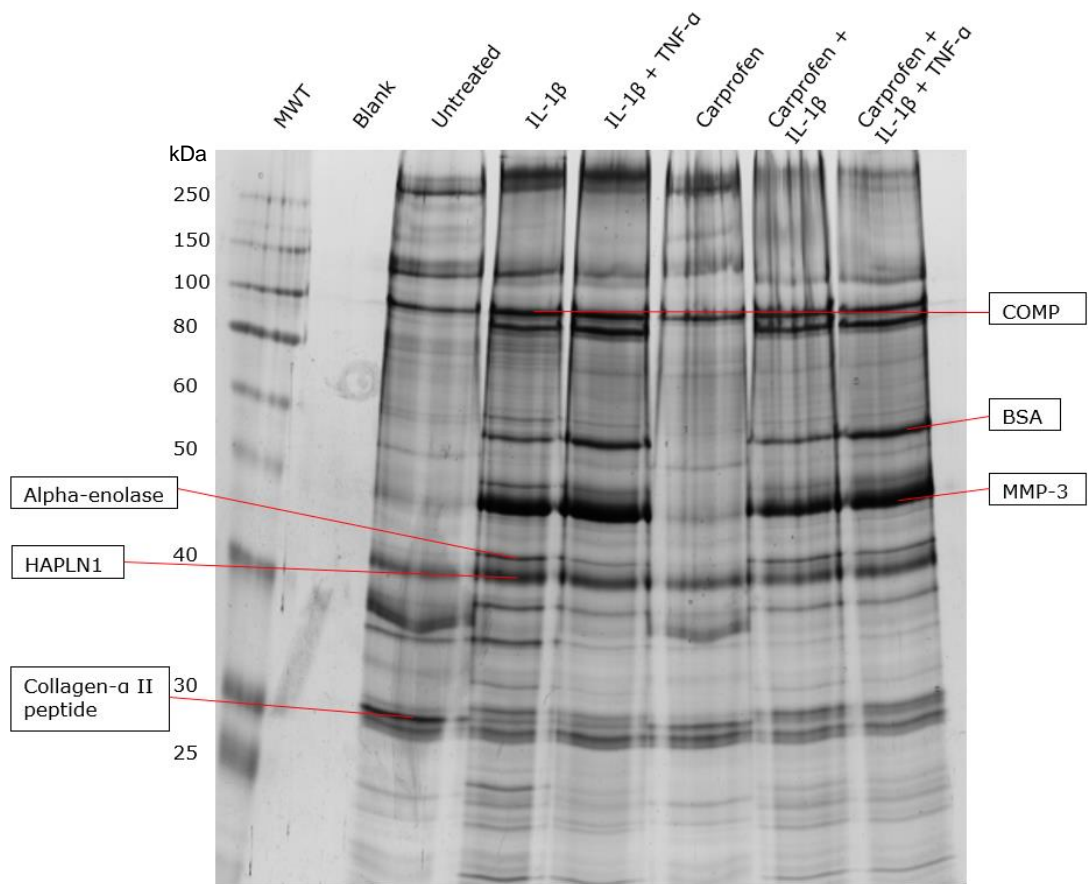 MWT
Blank
Untreated
IL-1β
IL-1β + TNF-α
Carprofen
Carprofen +
IL-1β
Carprofen +
IL-1β + TNF-α
kDa
250
150
100
80
60
50
40
30
25
COMP
BSA
MMP-3
Alpha-enolase
HAPLN1
Collagen-α II
peptide